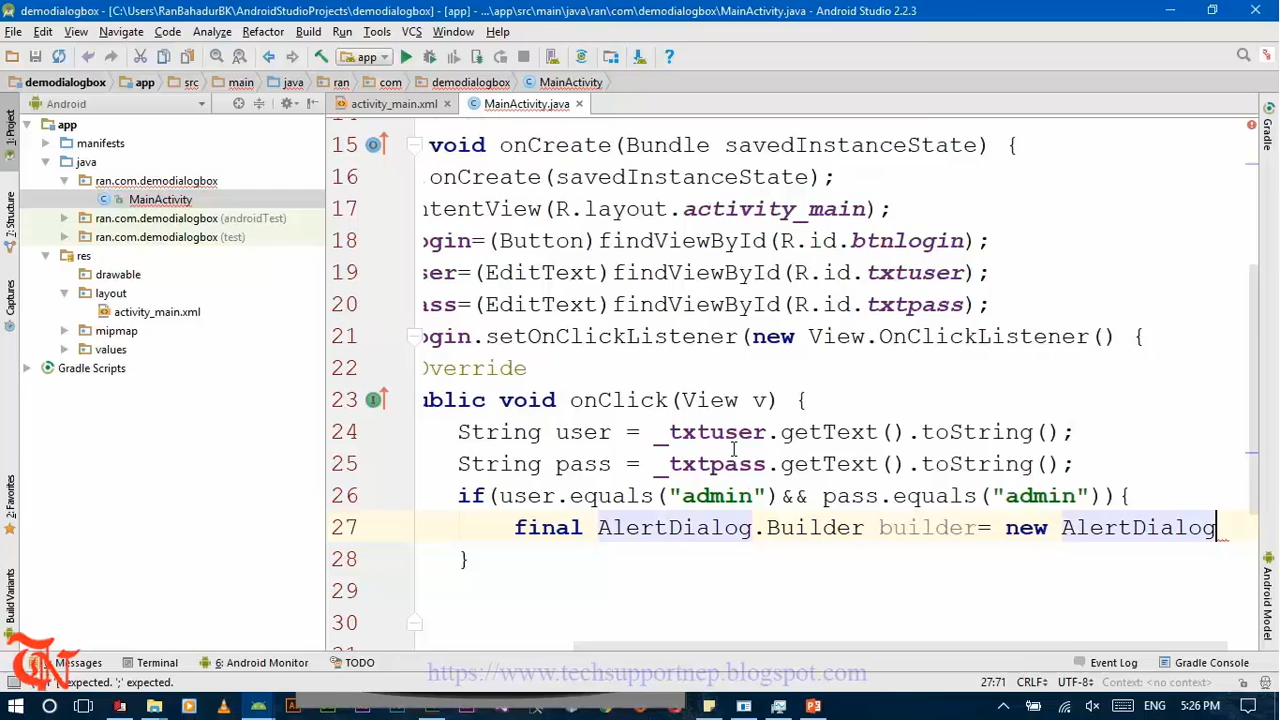 demodialogbox - [C:\Users\RanBahadurBK\AndroidStudioProjects\demodialogbox] - [app] - ...\app\src\main\java\ran\com\demodialogbox\MainActivity.java - Android Studio 2.2.3
File Edit View Navigate Code Analyze Refactor Build Run Tools VCS Window Help
app
demodialogbox app src main java ran com demodialogbox MainActivity
Android
activity_main.xml
MainActivity.java
1: Project
7: Structure
Captures
2: Favorites
Build Variants
app
manifests
java
ran.com.demodialogbox
MainActivity
ran.com.demodialogbox (androidTest)
ran.com.demodialogbox (test)
res
drawable
layout
activity_main.xml
mipmap
values
Gradle Scripts
15 void onCreate(Bundle savedInstanceState) {
16 .onCreate(savedInstanceState);
17 ntentView(R.layout.activity_main);
18 ogin=(Button)findViewById(R.id.btnlogin);
19 ser=(EditText)findViewById(R.id.txtuser);
20 ass=(EditText)findViewById(R.id.txtpass);
21 ogin.setOnClickListener(new View.OnClickListener() {
22 Override
23 ublic void onClick(View v) {
24 String user = _txtuser.getText().toString();
25 String pass = _txtpass.getText().toString();
26 if(user.equals("admin")&& pass.equals("admin")){
27 final AlertDialog.Builder builder= new AlertDialog
28 }
29
30
Gradle
Android Model
Messages Terminal 6: Android Monitor TODO
Event Log Gradle Console
https://www.techsupportnep.blogspot.com
expected. ';' expected.
27:71 CRLF÷ UTF-8÷ Context: <no context>
ENG 5:26 PM